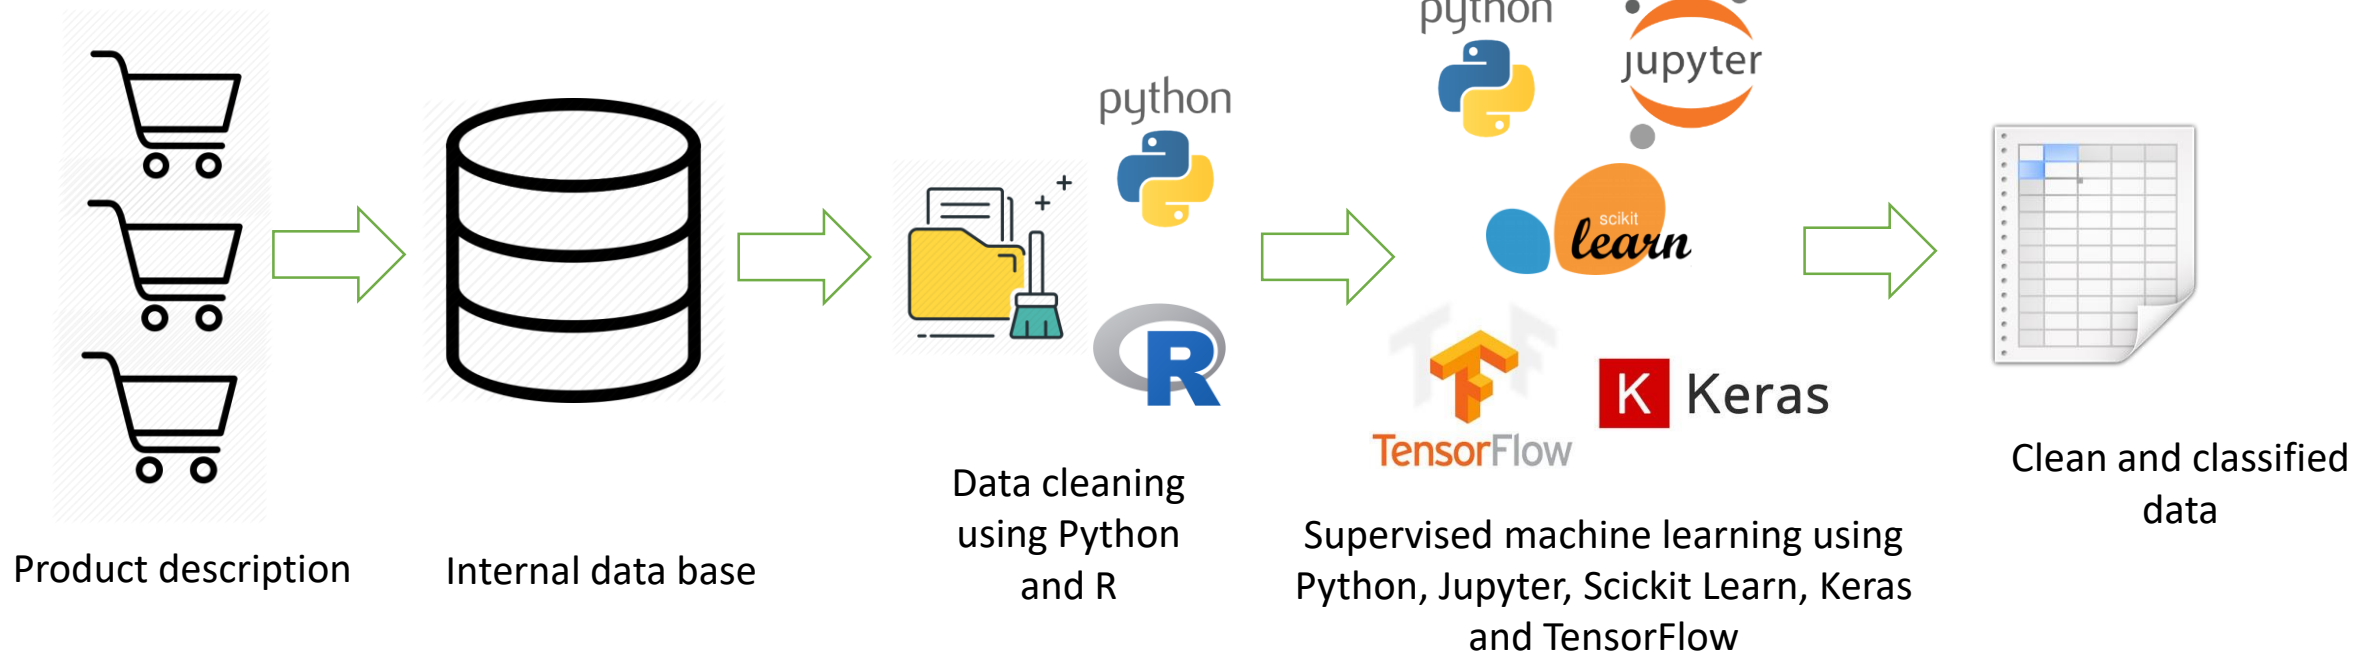 python
jupyter
python
scikit
learn
TensorFlow
K Keras
Product description
Internal data base
Data cleaning
using Python
and R
R
Supervised machine learning using
Python, Jupyter, Scickit Learn, Keras
and TensorFlow
Clean and classified
data